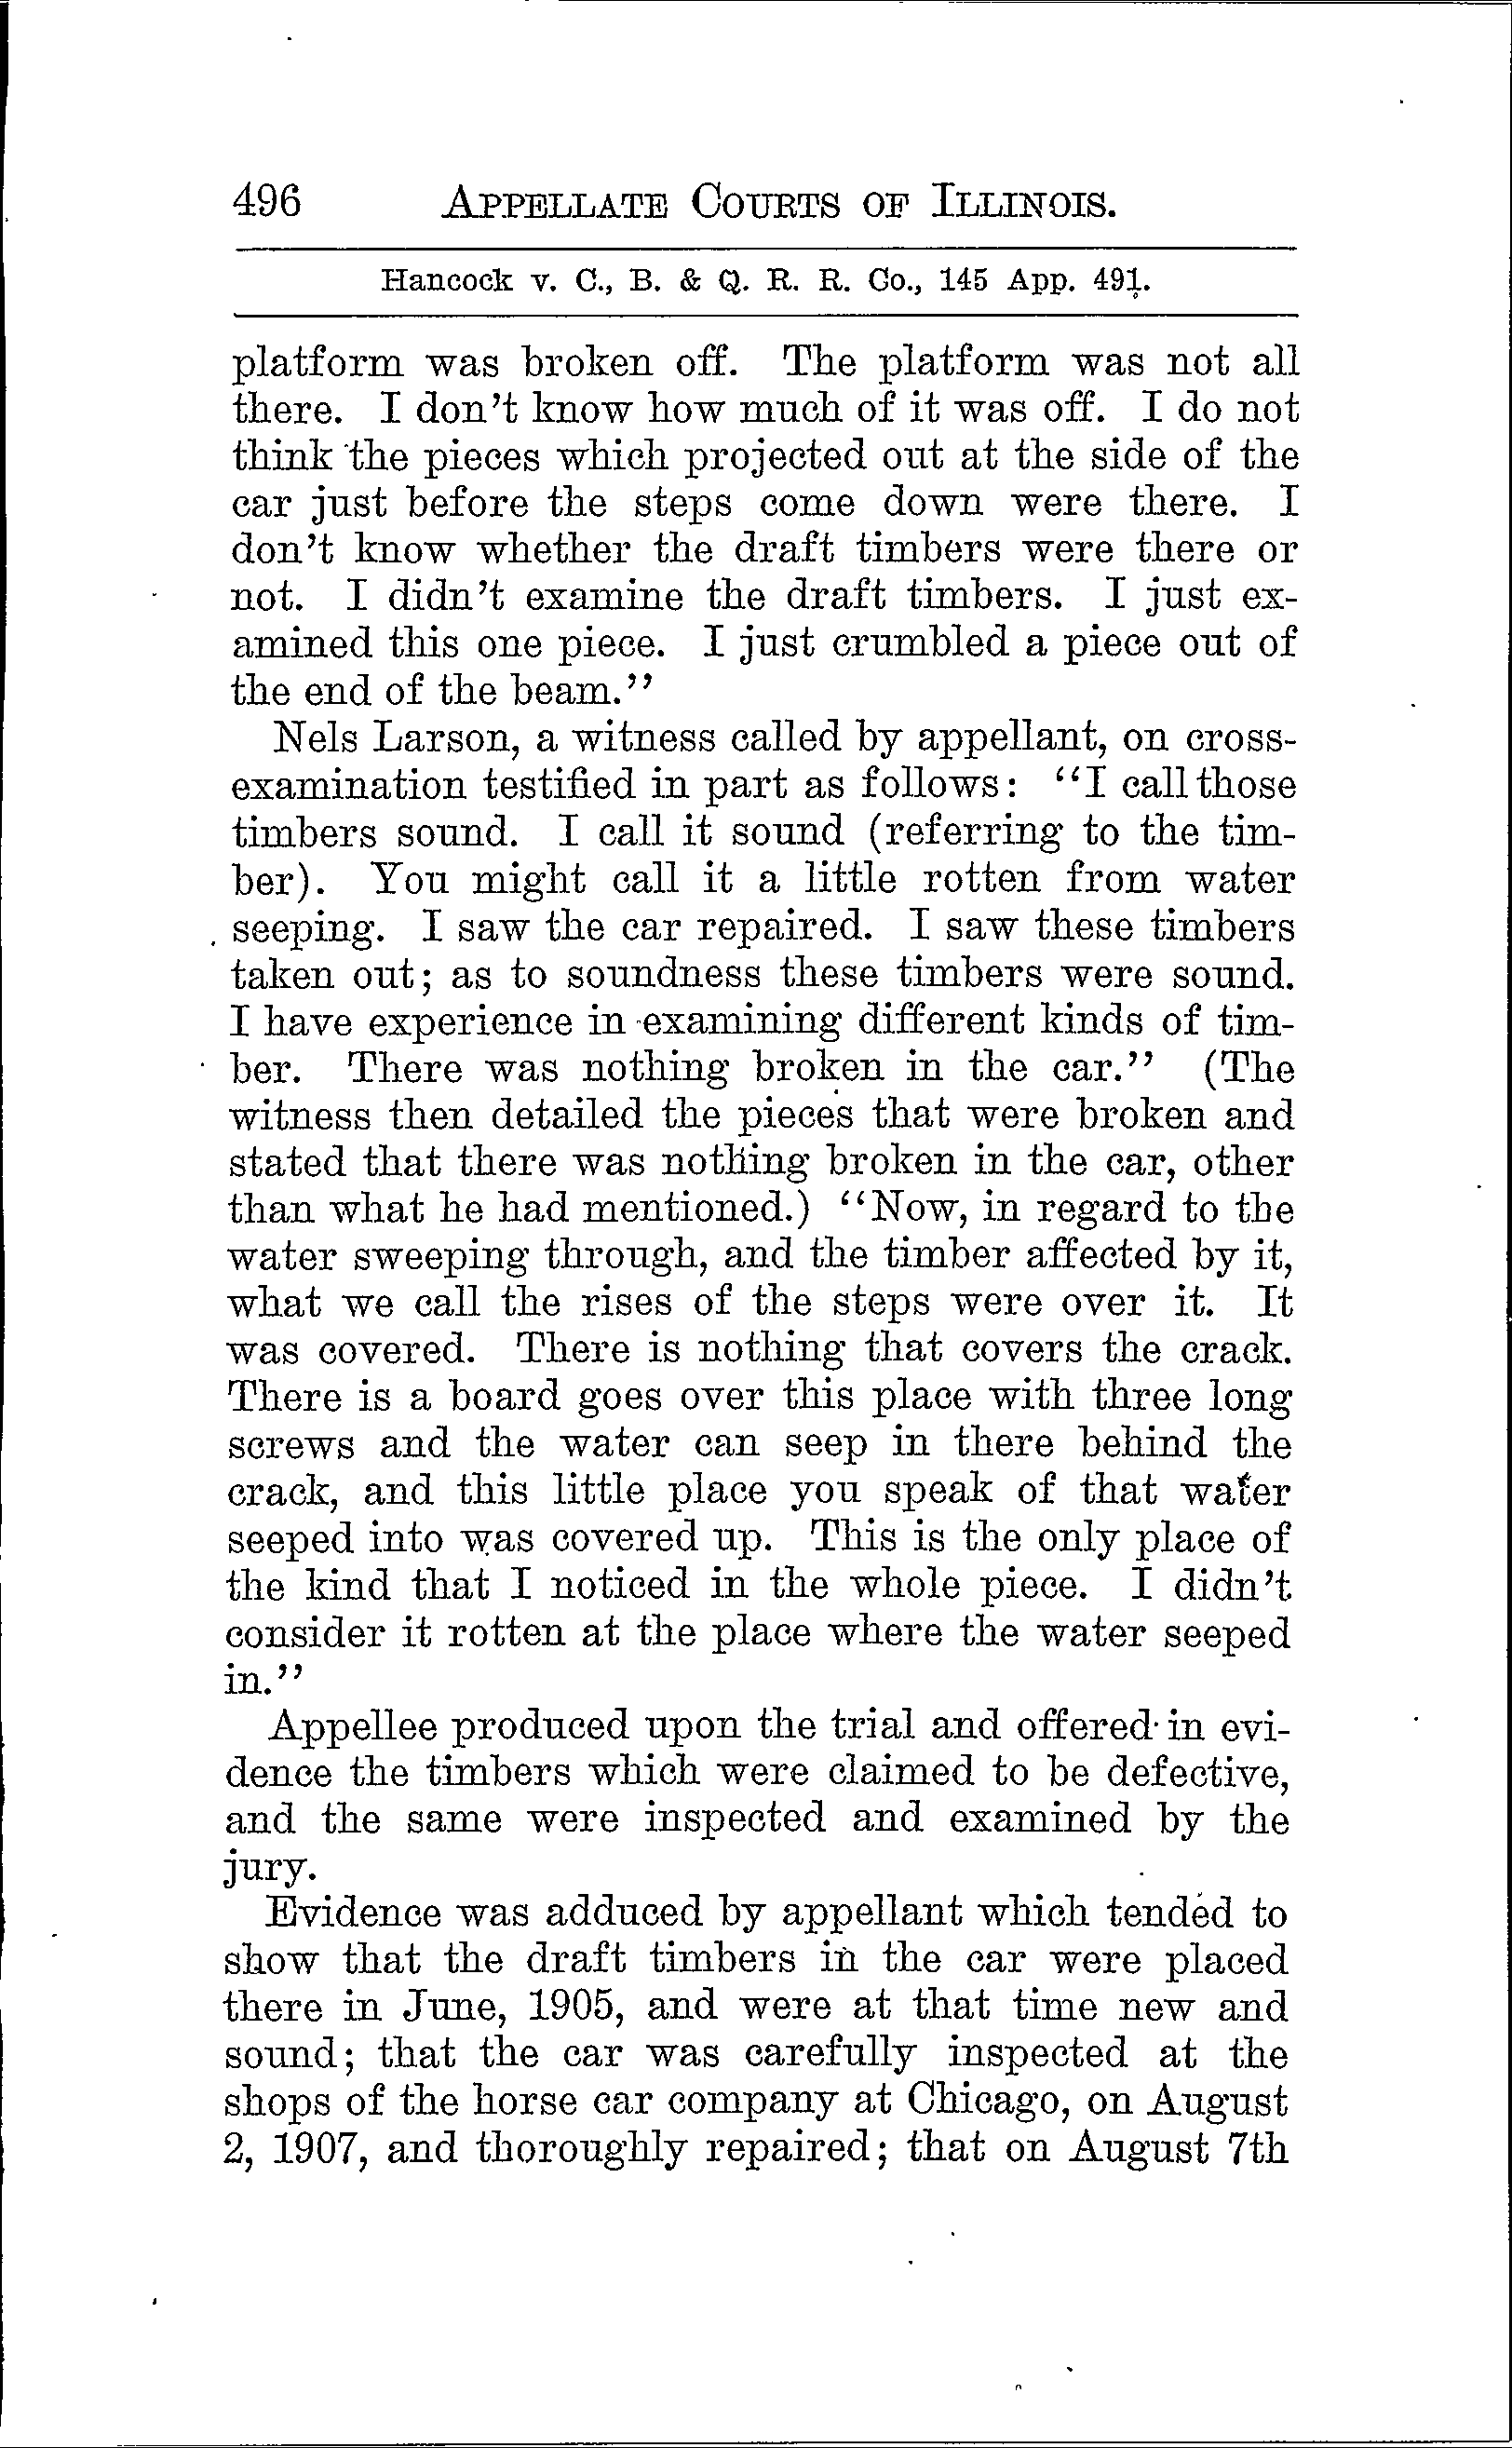 496 APPELLATE COURTS OF ILLINOIS.
Hancock v. C., B. & Q. R. R. Co., 145 App. 491.
platform was broken off. The platform was not all
there. I don't know how much of it was off. I do not
think the pieces which projected out at the side of the
car just before the steps come down were there. I
don't know whether the draft timbers were there or
not. I didn't examine the draft timbers. I just ex-
amined this one piece. I just crumbled a piece out of
the end of the beam."
Nels Larson, a witness called by appellant, on cross-
examination testified in part as follows: "I call those
timbers sound. I call it sound (referring to the tim-
ber). You might call it a little rotten from water
seeping. I saw the car repaired. I saw these timbers
taken out; as to soundness these timbers were sound.
I have experience in examining different kinds of tim-
ber. There was nothing broken in the car." (The
witness then detailed the pieces that were broken and
stated that there was nothing broken in the car, other
than what he had mentioned.) "Now, in regard to the
water sweeping through, and the timber affected by it,
what we call the rises of the steps were over it. It
was covered. There is nothing that covers the crack.
There is a board goes over this place with three long
screws and the water can seep in there behind the
crack, and this little place you speak of that water
seeped into was covered up. This is the only place of
the kind that I noticed in the whole piece. I didn't
consider it rotten at the place where the water seeped
in."
Appellee produced upon the trial and offered in evi-
dence the timbers which were claimed to be defective,
and the same were inspected and examined by the
jury.
Evidence was adduced by appellant which tended to
show that the draft timbers in the car were placed
there in June, 1905, and were at that time new and
sound; that the car was carefully inspected at the
shops of the horse car company at Chicago, on August
2, 1907, and thoroughly repaired; that on August 7th